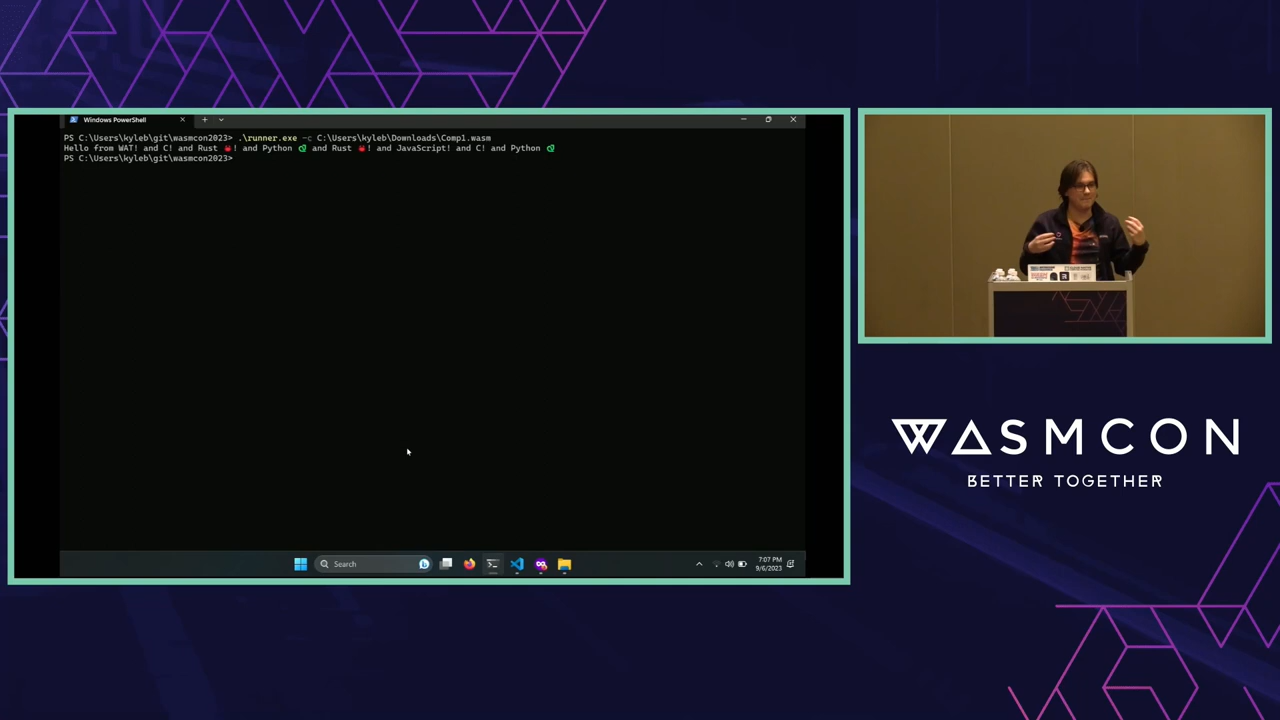 Windows PowerShell
PS C:\Users\kyleb\git\wasmcon2023> .\runner.exe -c C:\Users\kyleb\Downloads\Comp1.wasm
Hello from WAT! and C! and Rust 🦀! and Python 🐍 and Rust 🦀! and JavaScript! and C! and Python 🐍
PS C:\Users\kyleb\git\wasmcon2023>
Search
7:07 PM
9/6/2023
WASMCON
BETTER TOGETHER